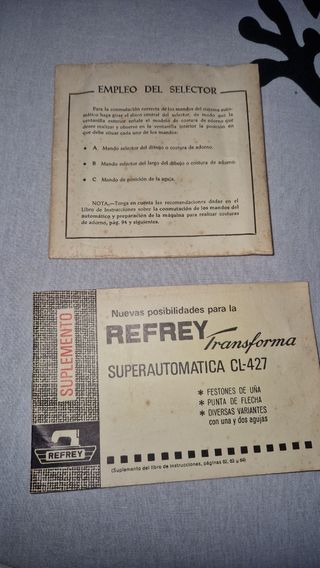 EMPLEO DEL SELECTOR
Para la conmutación correcta de los mandos del sistema auto-
mático haga girar el disco central del selector, de modo que la
ventanilla exterior señale el modelo de costura de adorno que
desee realizar y observe en la ventanilla interior la posición en
que debe situar cada uno de los mandos:
• A Mando selector del dibujo o costura de adorno.
• B Mando selector del largo del dibujo o costura de adorno.
• C Mando de posición de la aguja.
NOTA.—Tenga en cuenta las recomendaciones dadas en el
Libro de Instrucciones sobre la conmutación de los mandos del
automático y preparación de la máquina para realizar costuras
de adorno, pág. 94 y siguientes.
SUPLEMENTO
REFREY
Nuevas posibilidades para la
REFREY Transforma
SUPERAUTOMATICA CL-427
* FESTONES DE UÑA
* PUNTA DE FLECHA
* DIVERSAS VARIANTES
con una y dos agujas
(Suplemento del libro de instrucciones, páginas 62, 63 y 64)